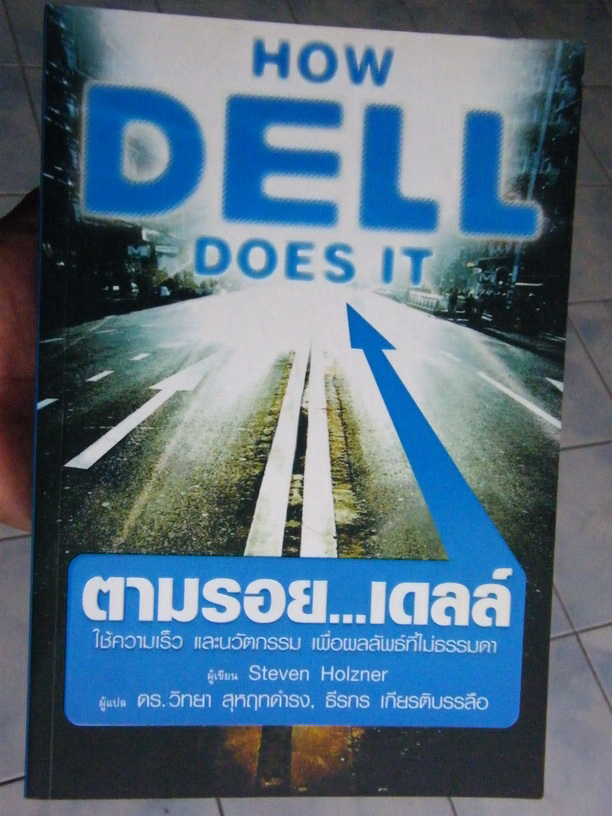 HOW
DELL
DOES IT
ตามรอย...เดลล์
ใช้ความเร็ว และนวัตกรรม เพื่อผลลัพธ์ที่ไม่ธรรมดา
ผู้เขียน Steven Holzner
ผู้แปล ดร.วิทยา สุหฤทดำรง, ธีรกร เกียรติบรรลือ